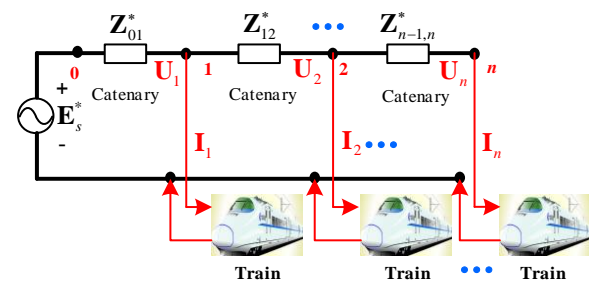 Z*01 Z*12 ••• Z*n−1,n
0 U1 1 U2 2 Un n
+ Catenary Catenary Catenary
E*s
-
I1 I2 ••• In
Train Train ••• Train